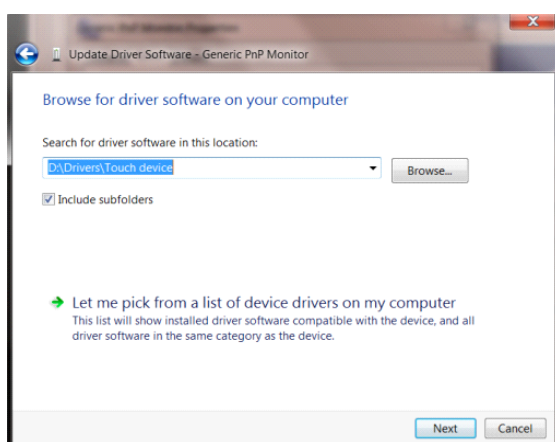 Update Driver Software - Generic PnP Monitor
Browse for driver software on your computer
Search for driver software in this location:
D:\Drivers\Touch device
Browse...
Include subfolders
Let me pick from a list of device drivers on my computer
This list will show installed driver software compatible with the device, and all
driver software in the same category as the device.
Next
Cancel